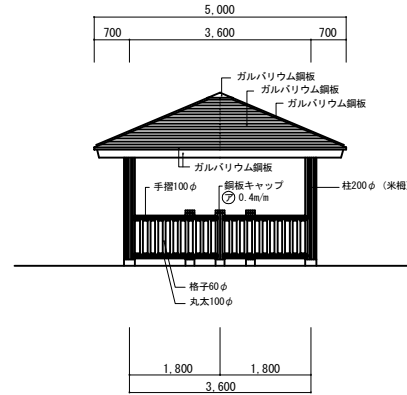 5,000
700 3,600 700
ガルバリウム鋼板
ガルバリウム鋼板
ガルバリウム鋼板
ガルバリウム鋼板
手摺100φ
銅板キャップ
㋐ 0.4m/m
柱200φ (米栂
格子60φ
丸太100φ
1,800 1,800
3,600